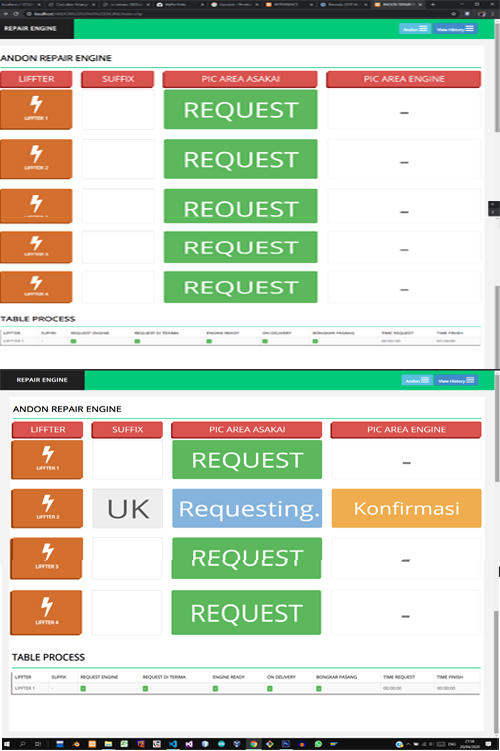 REPAIR ENGINE
Andon View History
ANDON REPAIR ENGINE
LIFFTER SUFFIX PIC AREA ASAKAI PIC AREA ENGINE
LIFFTER 1 REQUEST -
LIFFTER 2 REQUEST -
REQUEST -
LIFFTER 3 REQUEST -
LIFFTER 4 REQUEST -
TABLE PROCESS
LIFFTER SUFFIX REQUEST ENGINE REQUEST DI TERIMA ENGINE READY ON DELIVERY BONGKAR PASANG TIME REQUEST TIME FINISH
LIFFTER 1 - 00:00:00 00:00:00
REPAIR ENGINE
Andon View History
ANDON REPAIR ENGINE
LIFFTER SUFFIX PIC AREA ASAKAI PIC AREA ENGINE
LIFFTER 1 REQUEST -
LIFFTER 2 UK Requesting. Konfirmasi
LIFFTER 3 REQUEST -
LIFFTER 4 REQUEST -
TABLE PROCESS
LIFFTER SUFFIX REQUEST ENGINE REQUEST DI TERIMA ENGINE READY ON DELIVERY BONGKAR PASANG TIME REQUEST TIME FINISH
LIFFTER 1 - 00:00:00 00:00:00
ENG